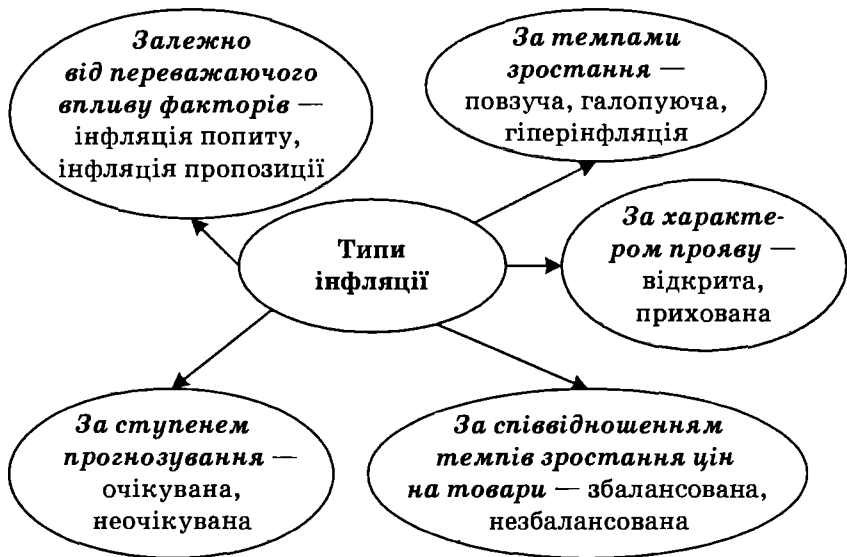 Залежно
від переважаючого
впливу факторів —
інфляція попиту,
інфляція пропозиції
За темпами
зростання —
повзуча, галопуюча,
гіперінфляція
Типи
інфляції
За характе-
ром прояву —
відкрита,
прихована
За ступенем
прогнозування —
очікувана,
неочікувана
За співвідношенням
темпів зростання цін
на товари — збалансована,
незбалансована